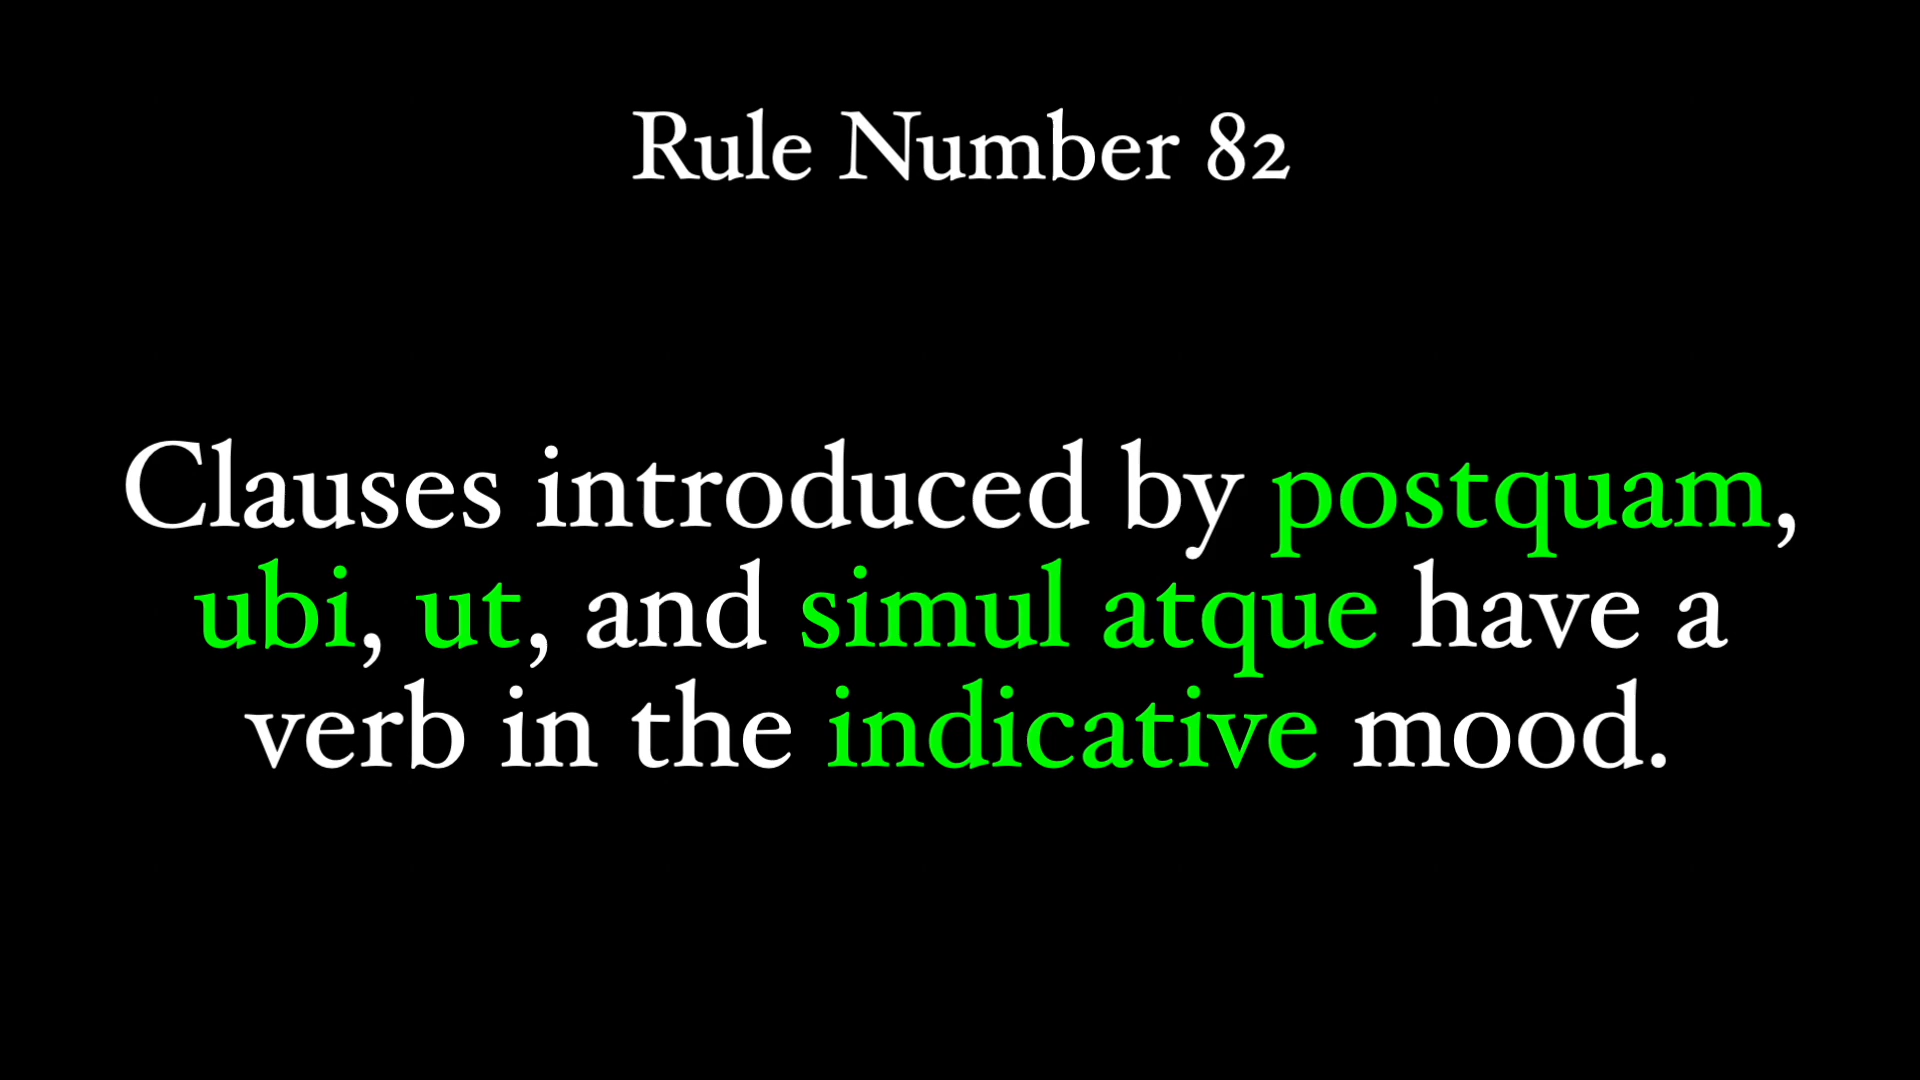 Rule Number 82
Clauses introduced by postquam,
ubi, ut, and simul atque have a
verb in the indicative mood.